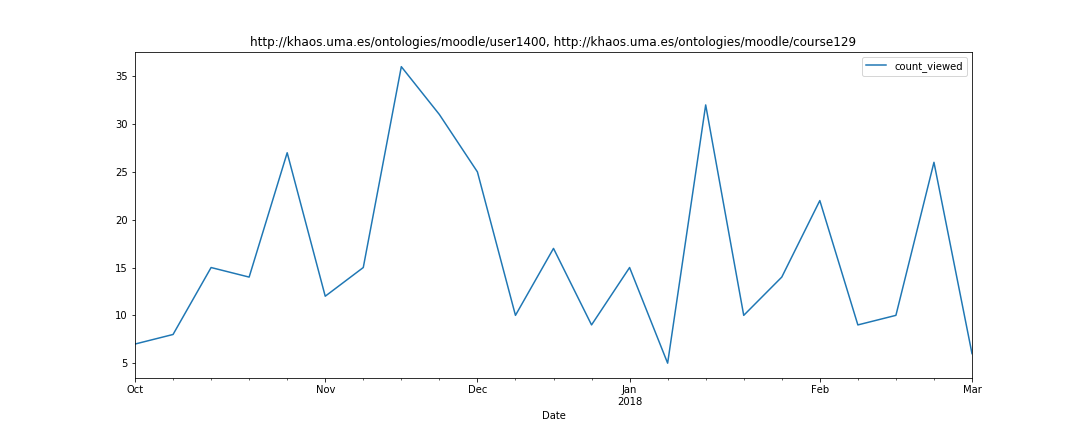 http://khaos.uma.es/ontologies/moodle/user1400, http://khaos.uma.es/ontologies/moodle/course129
count_viewed
35
30
25
20
15
10
5
Oct Nov Dec Jan Feb Mar
2018
Date